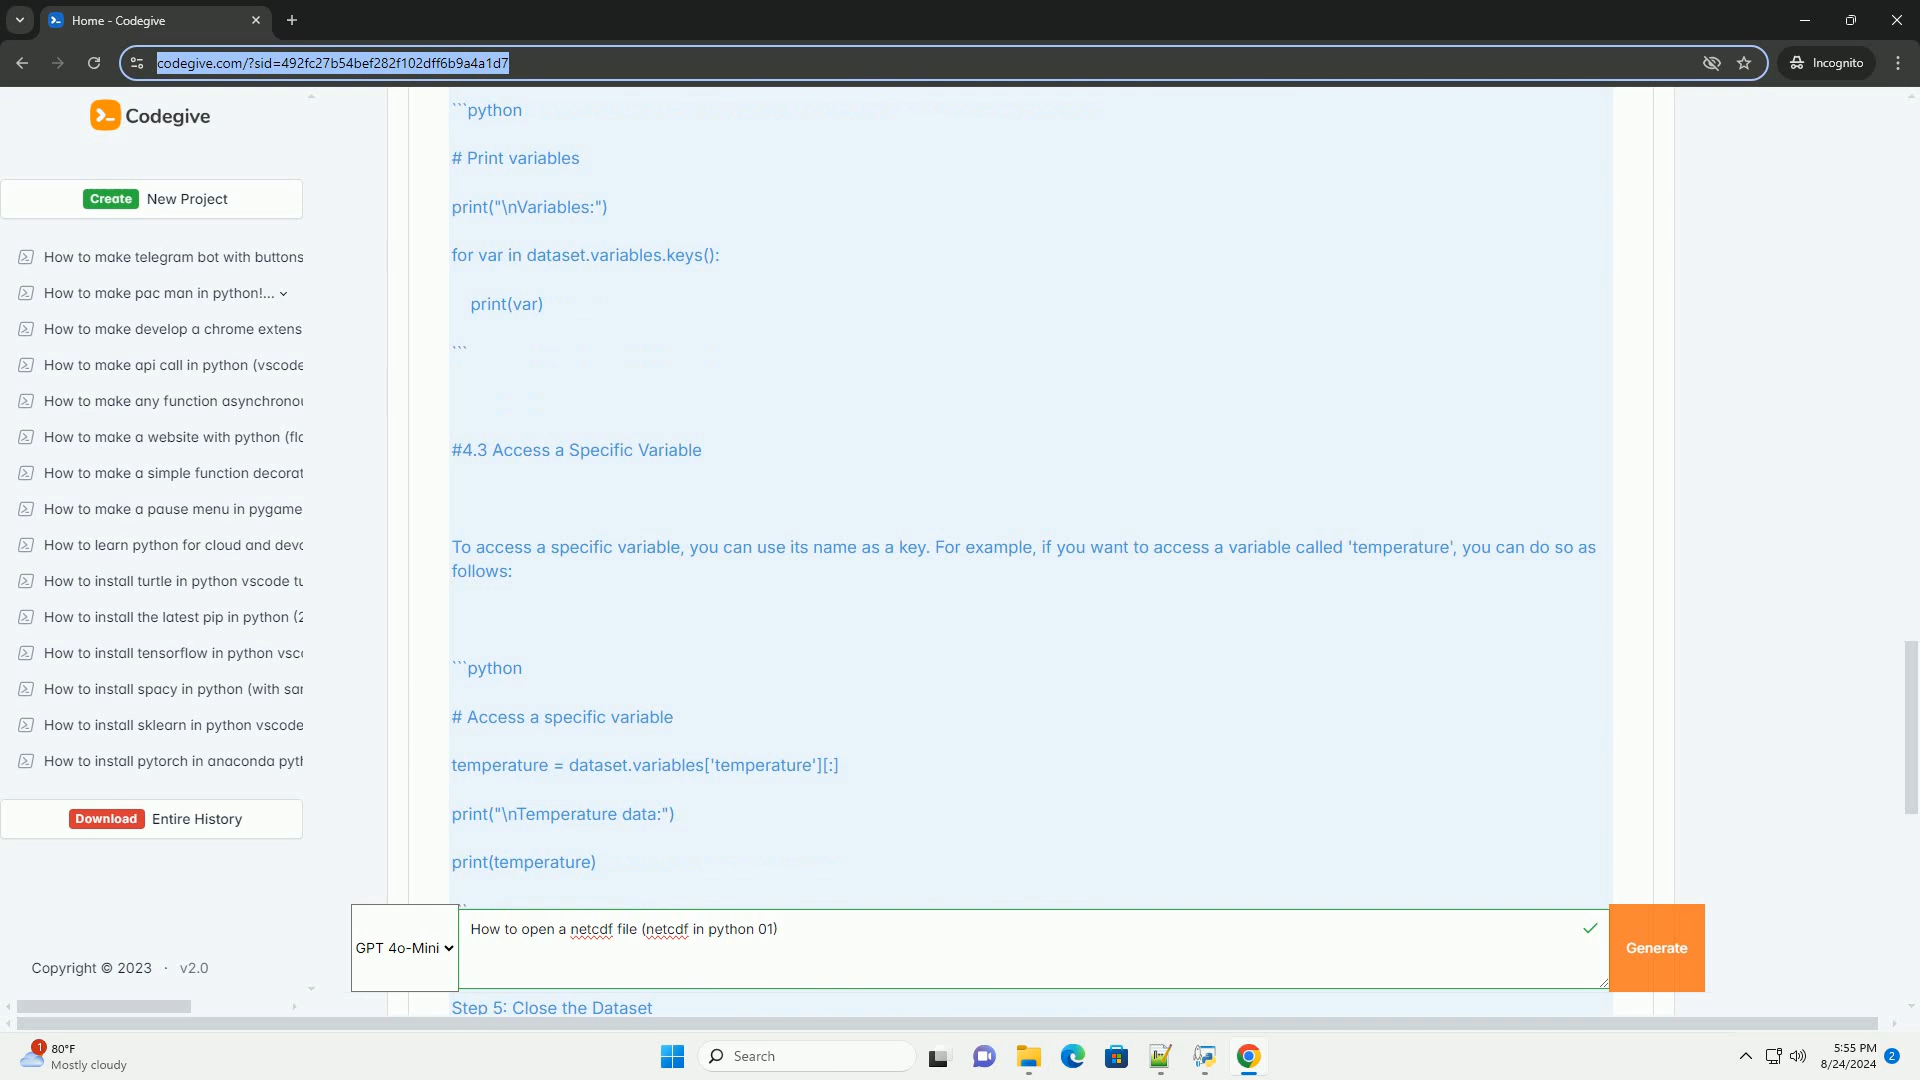 Home - Codegive
codegive.com/?sid=492fc27b54bef282f102dff6b9a4a1d7
Incognito
Codegive
Create New Project
How to make telegram bot with buttons
How to make pac man in python!...
How to make develop a chrome extens
How to make api call in python (vscode
How to make any function asynchronou
How to make a website with python (flc
How to make a simple function decorat
How to make a pause menu in pygame
How to learn python for cloud and devo
How to install turtle in python vscode tu
How to install the latest pip in python (2
How to install tensorflow in python vsco
How to install spacy in python (with sar
How to install sklearn in python vscode
How to install pytorch in anaconda pyth
Download Entire History
Copyright © 2023 · v2.0
```python
# Print variables
print("\nVariables:")
for var in dataset.variables.keys():
print(var)
```
#4.3 Access a Specific Variable
To access a specific variable, you can use its name as a key. For example, if you want to access a variable called 'temperature', you can do so as
follows:
```python
# Access a specific variable
temperature = dataset.variables['temperature'][:]
print("\nTemperature data:")
print(temperature)
GPT 4o-Mini
How to open a netcdf file (netcdf in python 01)
Generate
Step 5: Close the Dataset
1
80°F
Mostly cloudy
Search
5:55 PM
8/24/2024
2